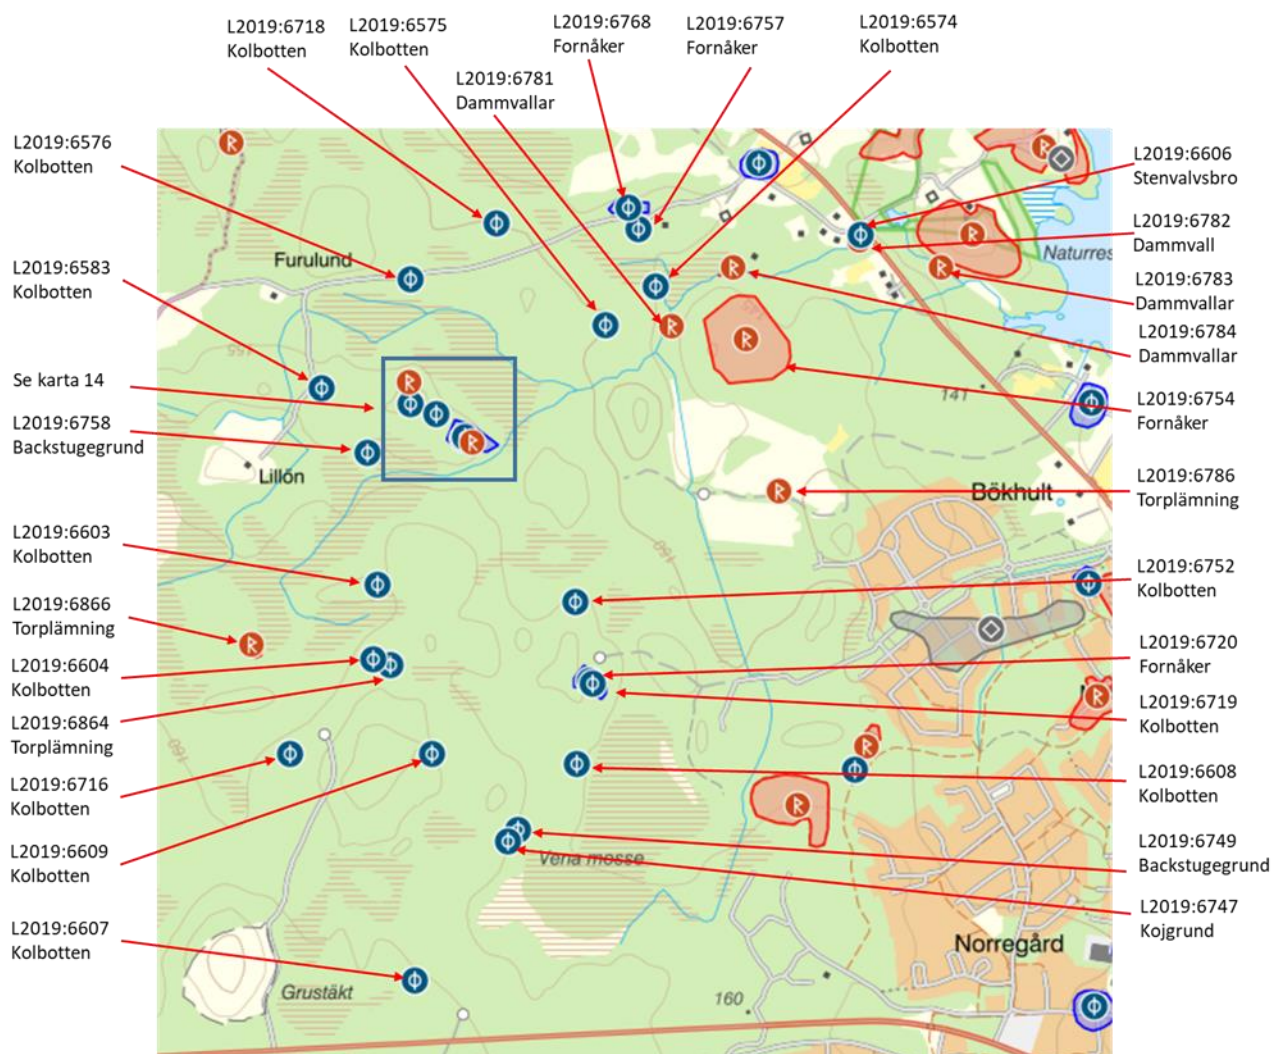 L2019:6718
Kolbotten
L2019:6575
Kolbotten
L2019:6781
Dammvallar
L2019:6768
Fornåker
L2019:6757
Fornåker
L2019:6574
Kolbotten
L2019:6576
Kolbotten
L2019:6583
Kolbotten
Se karta 14
L2019:6758
Backstugegrund
L2019:6603
Kolbotten
L2019:6866
Torplämning
L2019:6604
Kolbotten
L2019:6864
Torplämning
L2019:6716
Kolbotten
L2019:6609
Kolbotten
L2019:6607
Kolbotten
Furulund
Lillön
165
145
141
160
160
Bökhult
Naturres
Verla mosse
Grustäkt
160
Norregård
L2019:6606
Stenvalvsbro
L2019:6782
Dammvall
L2019:6783
Dammvallar
L2019:6784
Dammvallar
L2019:6754
Fornåker
L2019:6786
Torplämning
L2019:6752
Kolbotten
L2019:6720
Fornåker
L2019:6719
Kolbotten
L2019:6608
Kolbotten
L2019:6749
Backstugegrund
L2019:6747
Kojgrund